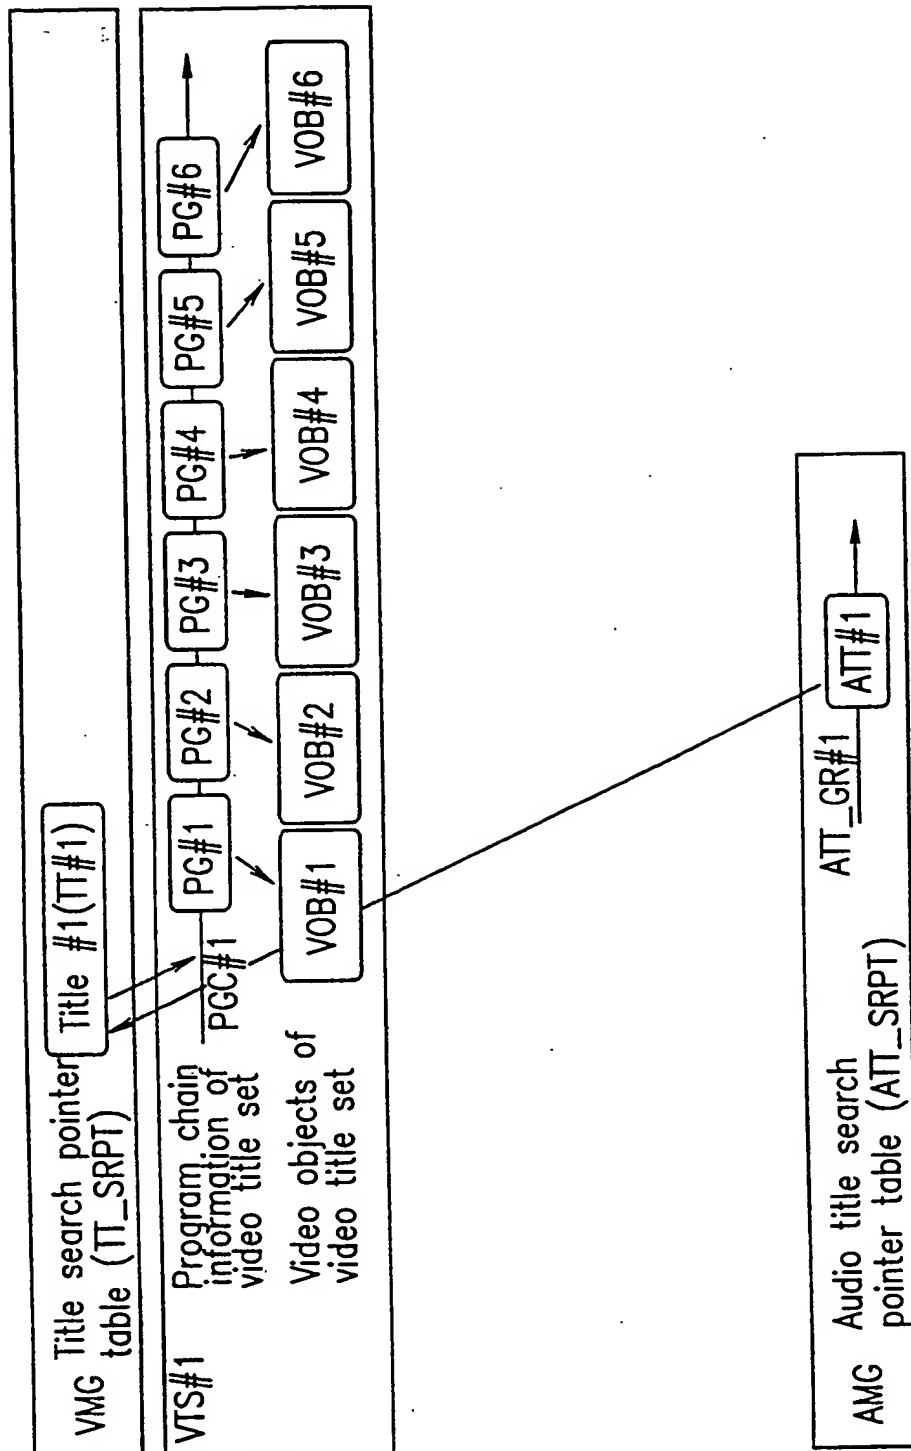 VMG
Title search pointer
table (TT_SRPT)
Title #1(TT#1)
VTS#1
Program chain
information of
video title set
PGC#1
PG#1
PG#2
PG#3
PG#4
PG#5
PG#6
Video objects of
video title set
VOB#1
VOB#2
VOB#3
VOB#4
VOB#5
VOB#6
AMG
Audio title search
pointer table (ATT_SRPT)
ATT_GR#1
ATT#1